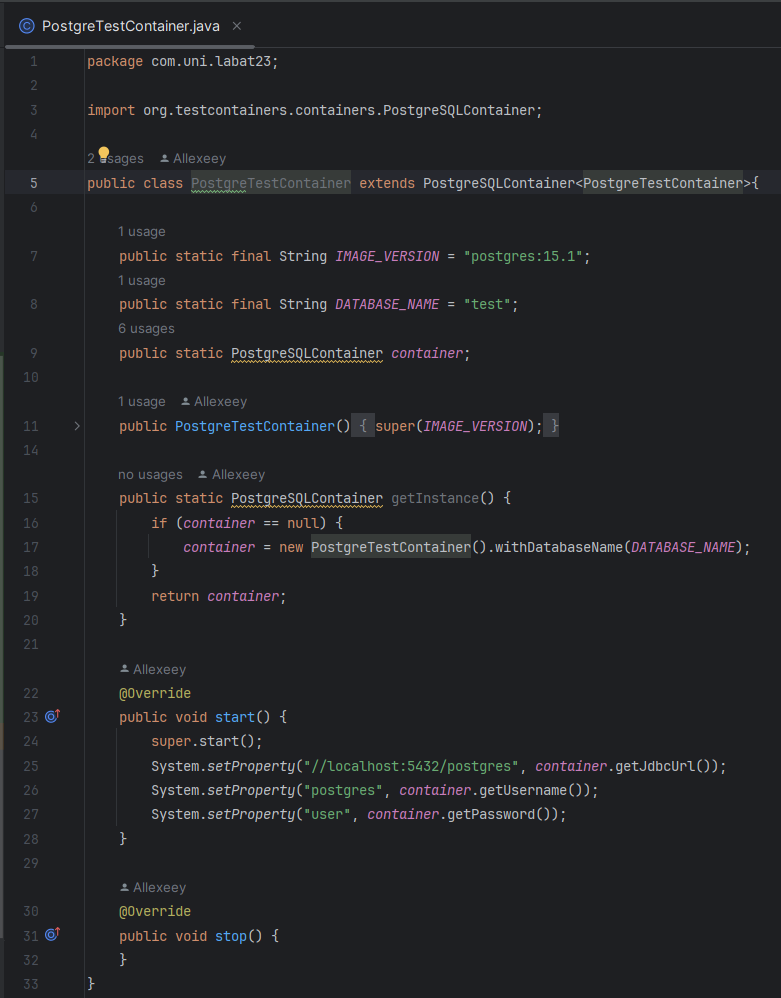 PostgreTestContainer.java
1 package com.uni.labat23;
2
3 import org.testcontainers.containers.PostgreSQLContainer;
4
2 usages Allexeey
5 public class PostgreTestContainer extends PostgreSQLContainer<PostgreTestContainer>{
6
1 usage
7 public static final String IMAGE_VERSION = "postgres:15.1";
1 usage
8 public static final String DATABASE_NAME = "test";
6 usages
9 public static PostgreSQLContainer container;
10
1 usage Allexeey
11 public PostgreTestContainer() { super(IMAGE_VERSION); }
14
no usages Allexeey
15 public static PostgreSQLContainer getInstance() {
16 if (container == null) {
17 container = new PostgreTestContainer().withDatabaseName(DATABASE_NAME);
18 }
19 return container;
20 }
21
Allexeey
22 @Override
23 public void start() {
24 super.start();
25 System.setProperty("//localhost:5432/postgres", container.getJdbcUrl());
26 System.setProperty("postgres", container.getUsername());
27 System.setProperty("user", container.getPassword());
28 }
29
Allexeey
30 @Override
31 public void stop() {
32 }
33 }